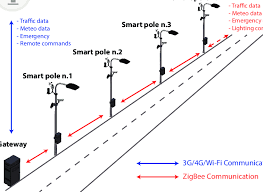 - Traffic data
- Meteo data
- Emergency
- Remote commands
- Traffic data
- Meteo data
- Emergency
- Lighting co
Smart pole n.3
Smart pole n.2
Smart pole n.1
Gateway
3G/4G/Wi-Fi Communica
ZigBee Communication